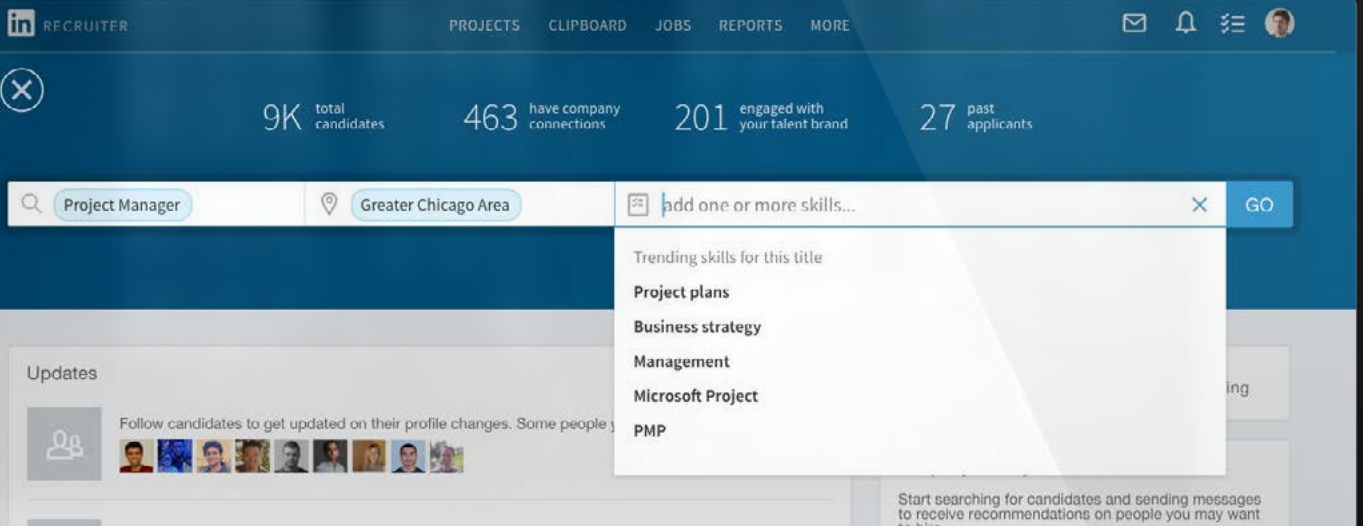 in RECRUITER
PROJECTS CLIPBOARD JOBS REPORTS MORE
9K total candidates
463 have company connections
201 engaged with your talent brand
27 past applicants
Project Manager
Greater Chicago Area
add one or more skills...
GO
Trending skills for this title
Project plans
Business strategy
Management
Microsoft Project
PMP
Updates
Follow candidates to get updated on their profile changes. Some people
Start searching for candidates and sending messages
to receive recommendations on people you may want